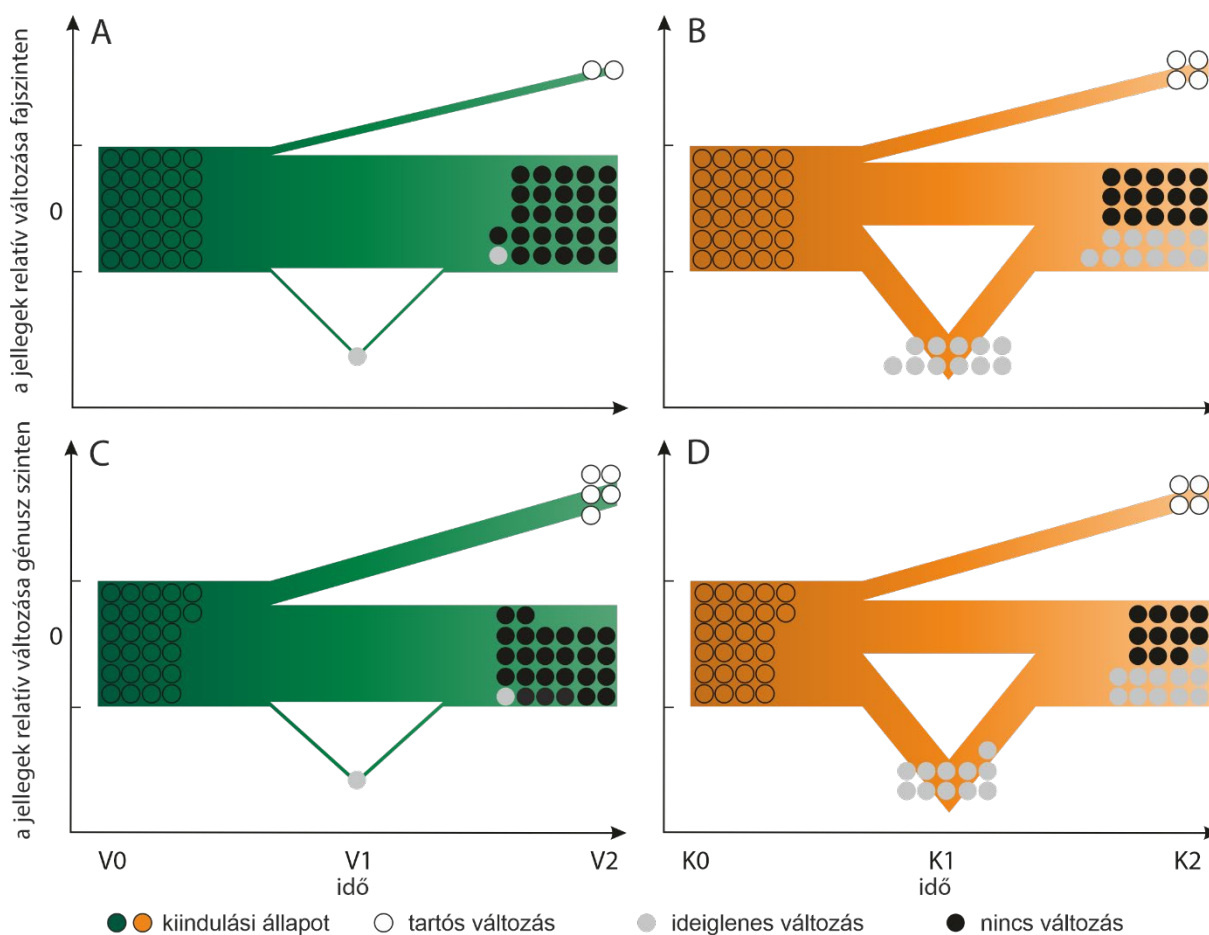 A
B
a jellegek relatív változása fajszinten
0
C
D
a jellegek relatív változása génusz szinten
0
V0 V1 V2 K0 K1 K2
idő idő
kiindulási állapot tartós változás ideiglenes változás nincs változás